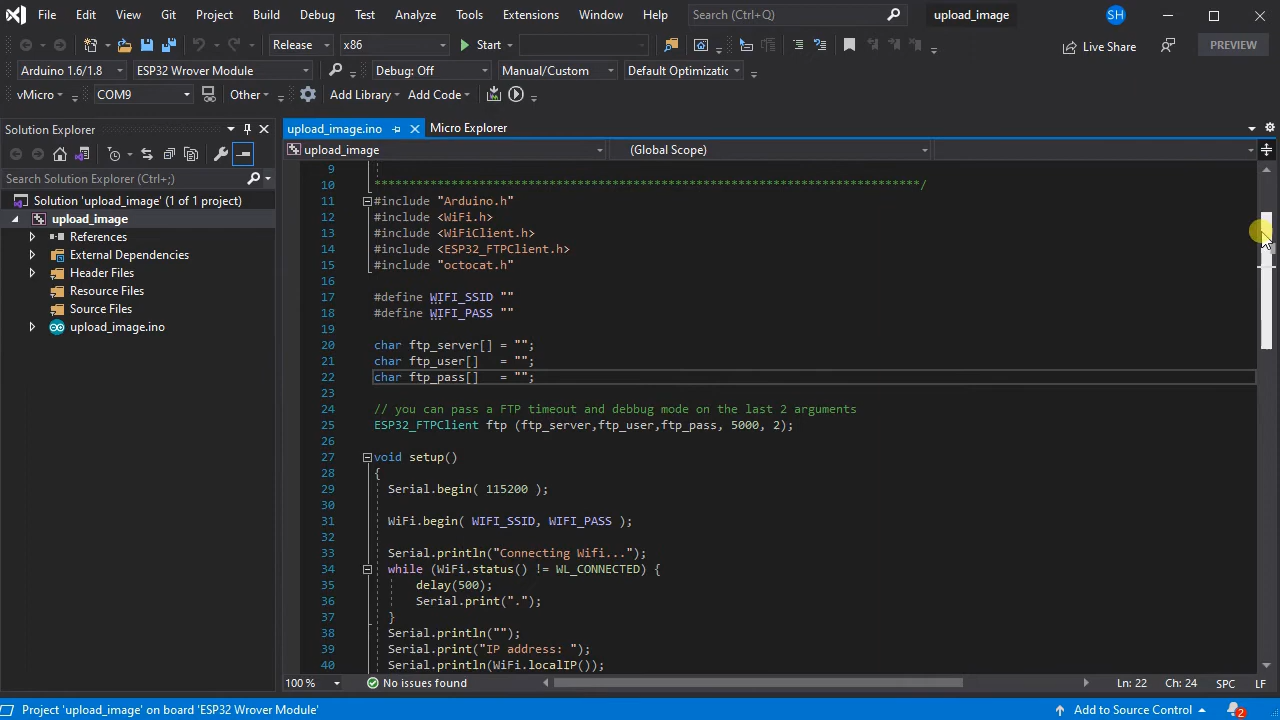 File Edit View Git Project Build Debug Test Analyze Tools Extensions Window Help Search (Ctrl+Q) upload_image SH
Release x86 Start Live Share PREVIEW
Arduino 1.6/1.8 ESP32 Wrover Module Debug: Off Manual/Custom Default Optimizatic
vMicro COM9 Other Add Library Add Code
Solution Explorer
Search Solution Explorer (Ctrl+;)
Solution 'upload_image' (1 of 1 project)
upload_image
References
External Dependencies
Header Files
Resource Files
Source Files
upload_image.ino
upload_image.ino Micro Explorer
upload_image (Global Scope)
9
10 ******************************************************************************/
11 #include "Arduino.h"
12 #include <WiFi.h>
13 #include <WiFiClient.h>
14 #include <ESP32_FTPClient.h>
15 #include "octocat.h"
16
17 #define WIFI_SSID ""
18 #define WIFI_PASS ""
19
20 char ftp_server[] = "";
21 char ftp_user[]   = "";
22 char ftp_pass[]   = "";
23
24 // you can pass a FTP timeout and debbug mode on the last 2 arguments
25 ESP32_FTPClient ftp (ftp_server,ftp_user,ftp_pass, 5000, 2);
26
27 void setup()
28 {
29 Serial.begin( 115200 );
30
31 WiFi.begin( WIFI_SSID, WIFI_PASS );
32
33 Serial.println("Connecting Wifi...");
34 while (WiFi.status() != WL_CONNECTED) {
35 delay(500);
36 Serial.print(".");
37 }
38 Serial.println("");
39 Serial.print("IP address: ");
40 Serial.println(WiFi.localIP());
100 % No issues found Ln: 22 Ch: 24 SPC LF
Project 'upload_image' on board 'ESP32 Wrover Module' Add to Source Control 2